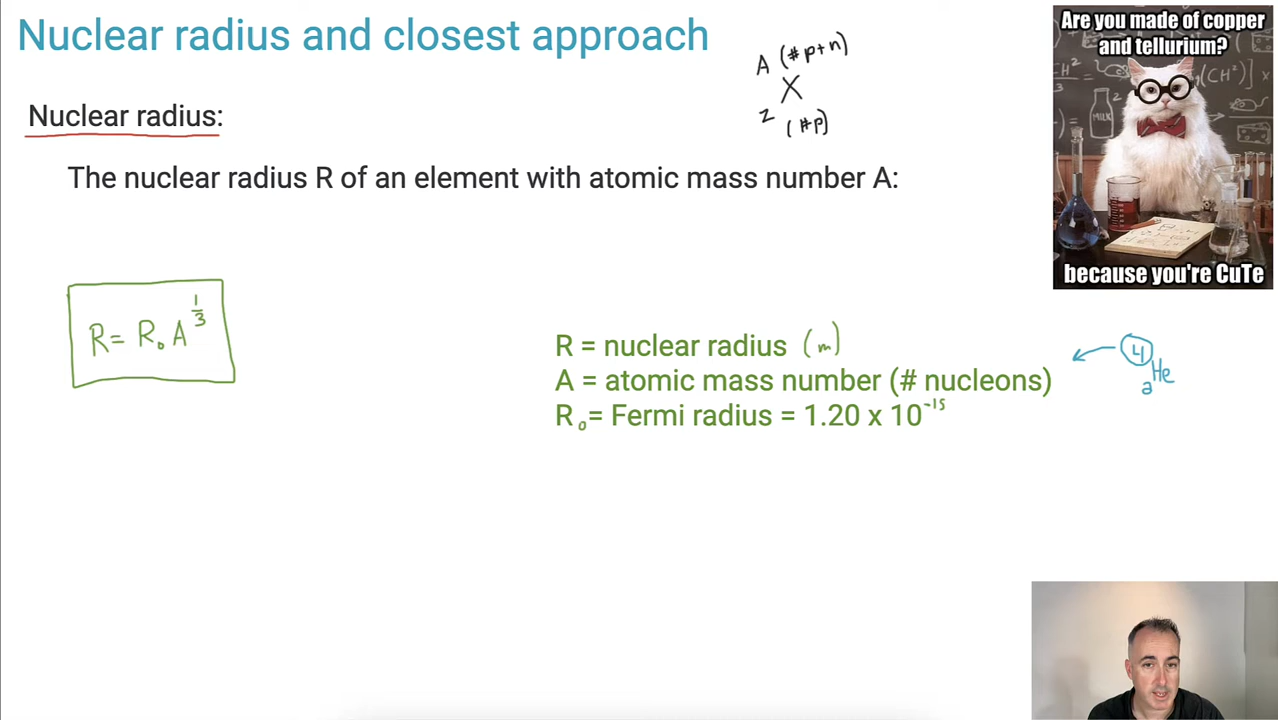 Nuclear radius and closest approach
A (#p+n)
X
Z
(#p)
Are you made of copper
and tellurium?
Nuclear radius:
The nuclear radius R of an element with atomic mass number A:
MILK
because you're CuTe
R = R₀ A^1/3
R = nuclear radius (m)
A = atomic mass number (# nucleons)
R₀ = Fermi radius = 1.20 x 10⁻¹⁵
4
He
2